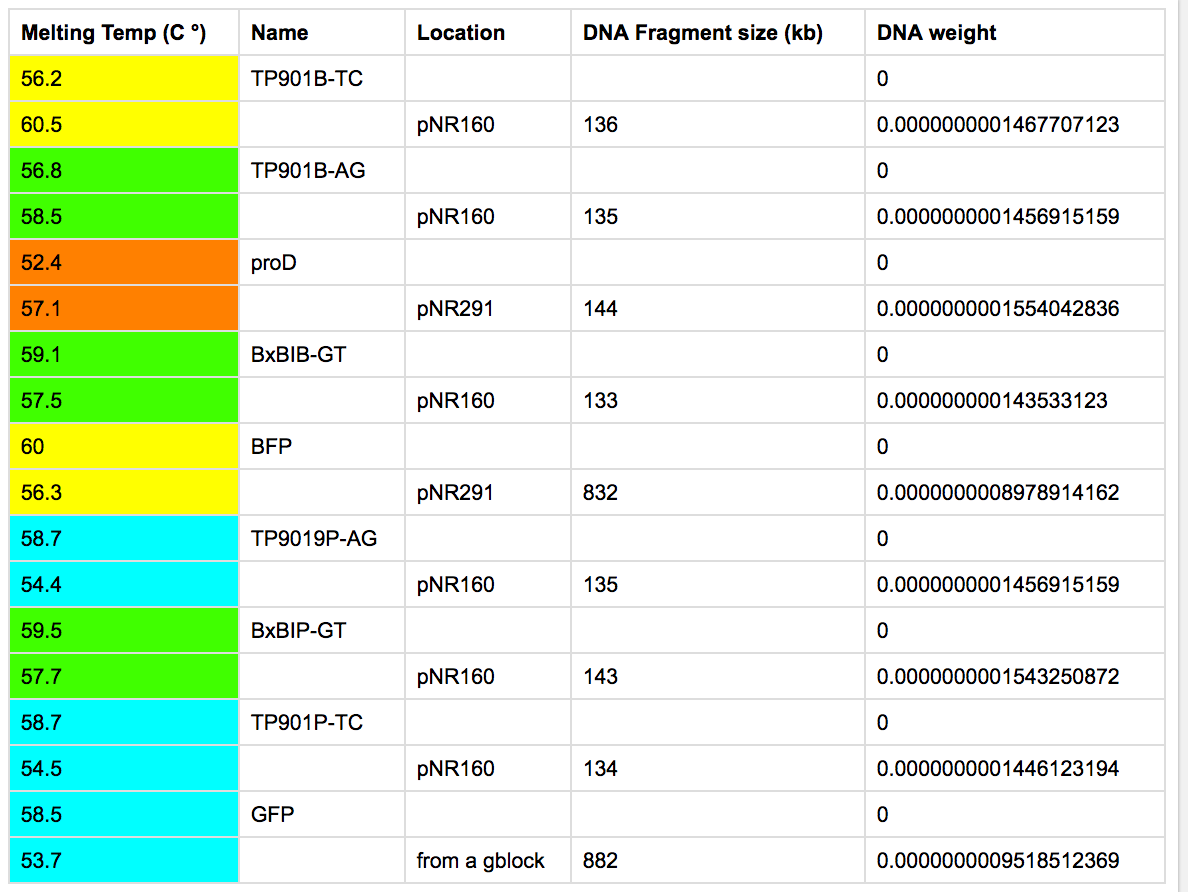 Melting Temp (C º) Name Location DNA Fragment size (kb) DNA weight
56.2 TP901B-TC 0
60.5 pNR160 136 0.0000000001467707123
56.8 TP901B-AG 0
58.5 pNR160 135 0.0000000001456915159
52.4 proD 0
57.1 pNR291 144 0.0000000001554042836
59.1 BxBIB-GT 0
57.5 pNR160 133 0.000000000143533123
60 BFP 0
56.3 pNR291 832 0.0000000008978914162
58.7 TP9019P-AG 0
54.4 pNR160 135 0.0000000001456915159
59.5 BxBIP-GT 0
57.7 pNR160 143 0.0000000001543250872
58.7 TP901P-TC 0
54.5 pNR160 134 0.0000000001446123194
58.5 GFP 0
53.7 from a gblock 882 0.0000000009518512369